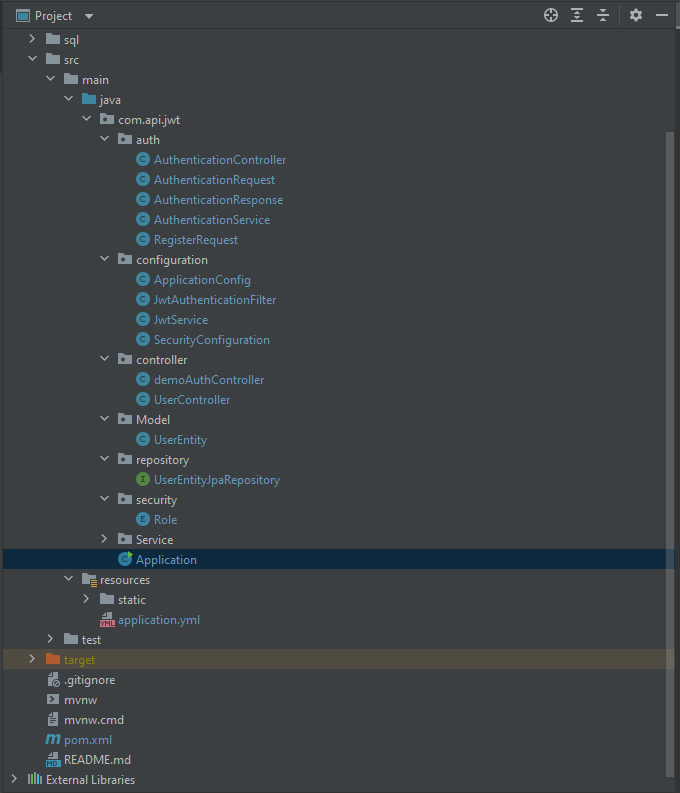 Project
sql
src
main
java
com.api.jwt
auth
AuthenticationController
AuthenticationRequest
AuthenticationResponse
AuthenticationService
RegisterRequest
configuration
ApplicationConfig
JwtAuthenticationFilter
JwtService
SecurityConfiguration
controller
demoAuthController
UserController
Model
UserEntity
repository
UserEntityJpaRepository
security
Role
Service
Application
resources
static
application.yml
test
target
.gitignore
mvnw
mvnw.cmd
pom.xml
README.md
External Libraries